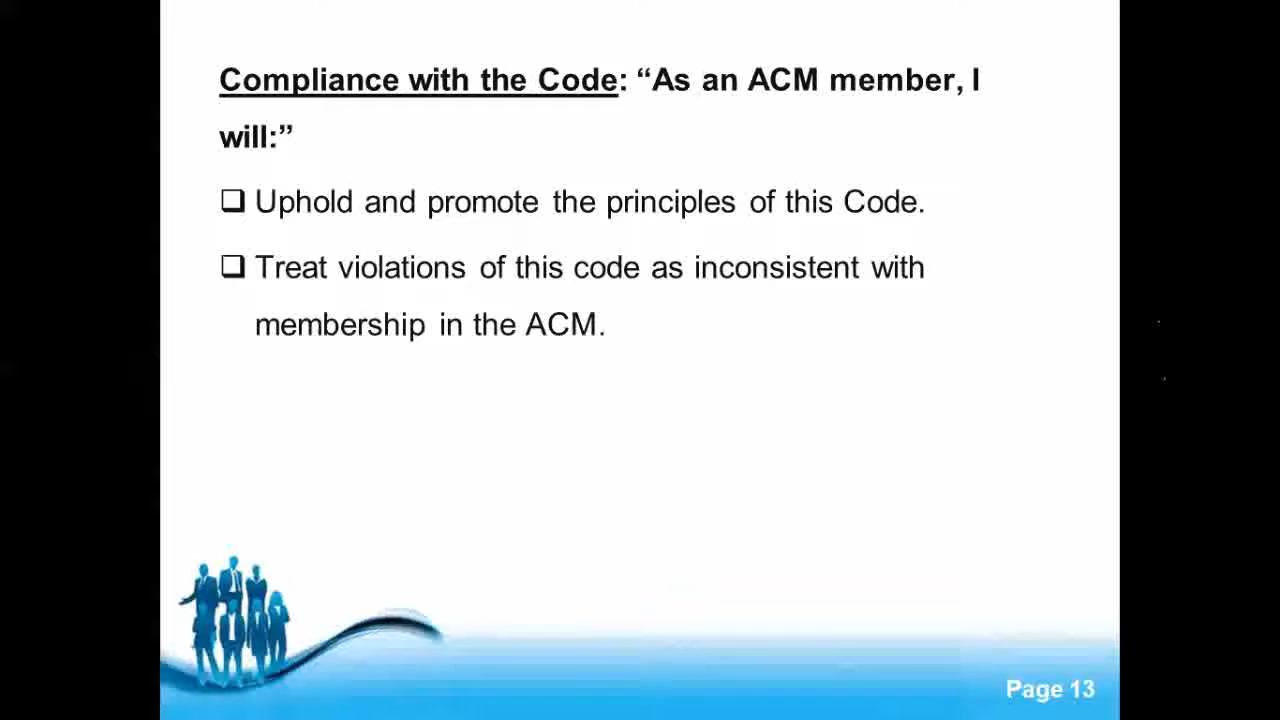 Compliance with the Code: “As an ACM member, I
will:”
❑ Uphold and promote the principles of this Code.
❑ Treat violations of this code as inconsistent with
membership in the ACM.
Page 13